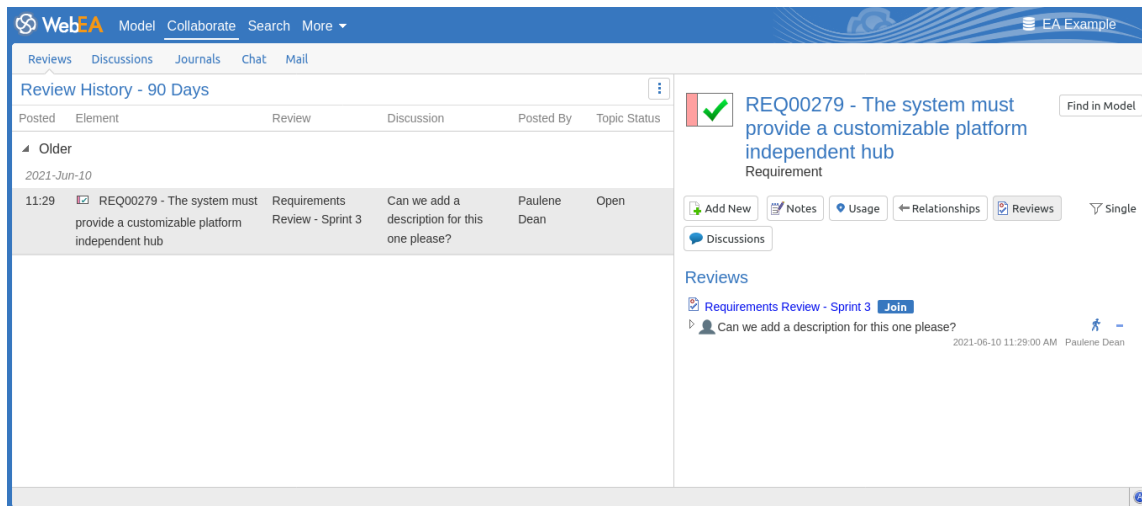 WebEA Model Collaborate Search More EA Example
Reviews Discussions Journals Chat Mail
Review History - 90 Days
Posted Element Review Discussion Posted By Topic Status
Older
2021-Jun-10
11:29 REQ00279 - The system must Requirements Can we add a Paulene Open
provide a customizable platform Review - Sprint 3 description for this Dean
independent hub one please?
REQ00279 - The system must Find in Model
provide a customizable platform
independent hub
Requirement
Add New Notes Usage Relationships Reviews Single
Discussions
Reviews
Requirements Review - Sprint 3 Join
Can we add a description for this one please?
2021-06-10 11:29:00 AM Paulene Dean